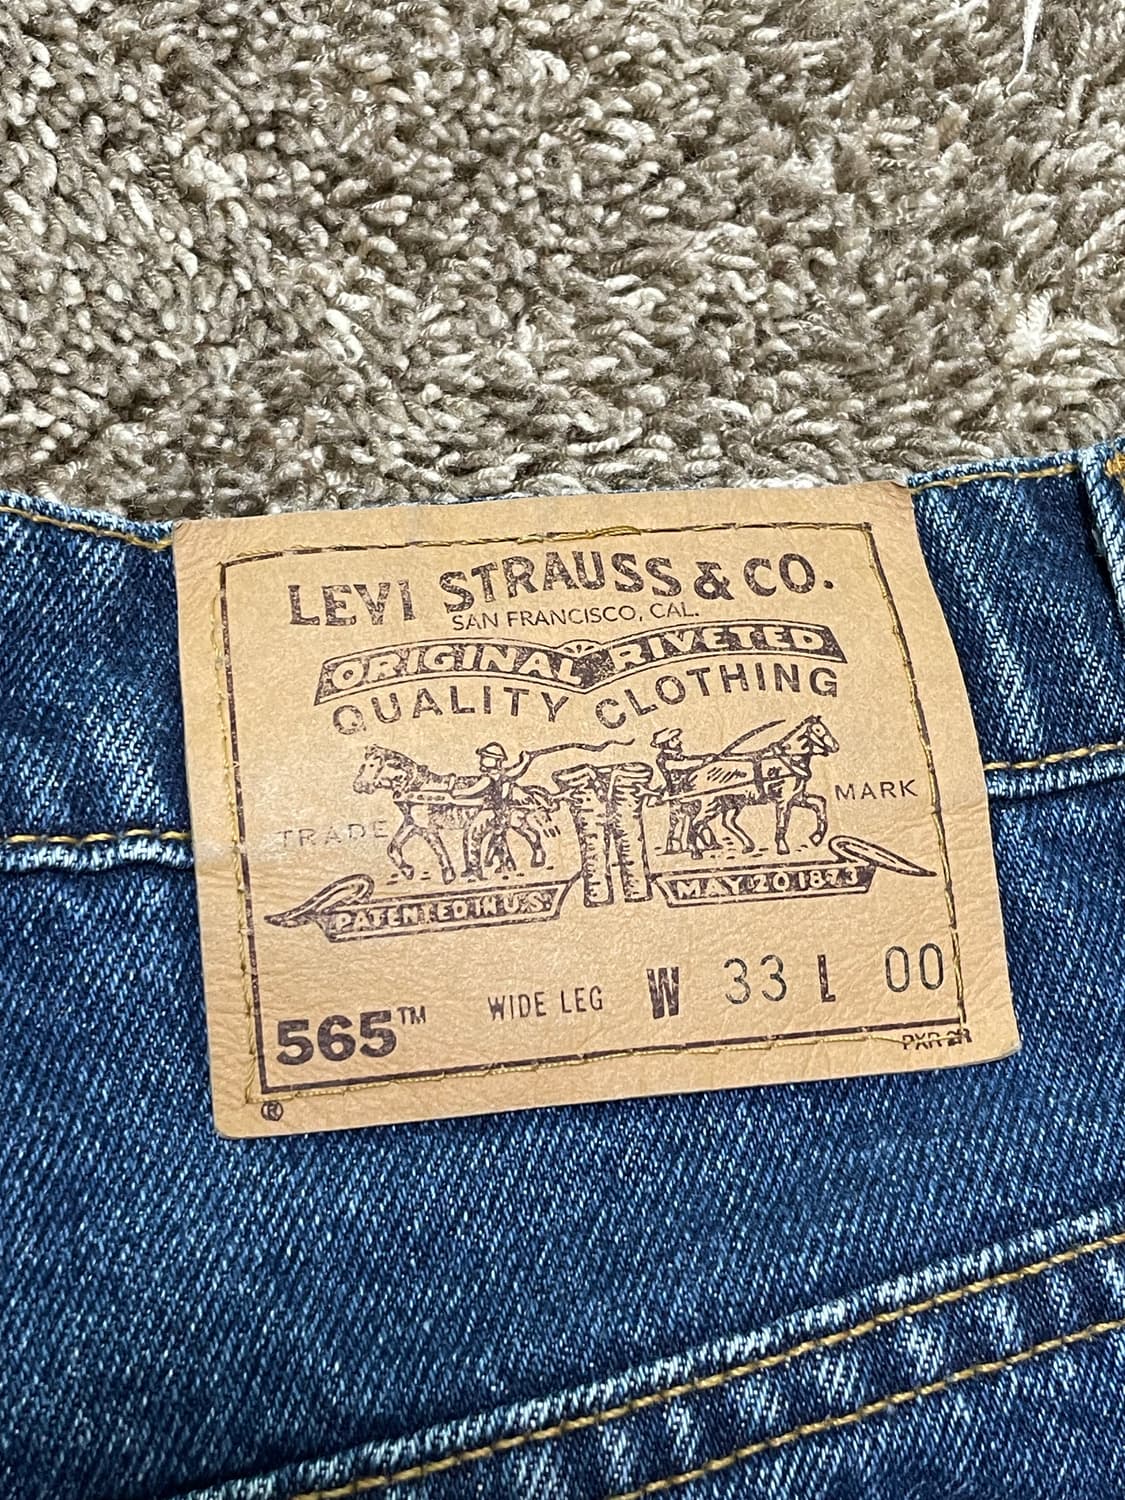 LEVI STRAUSS & CO.
SAN FRANCISCO, CAL.
ORIGINAL RIVETED
QUALITY CLOTHING
TRADE MARK
PATENTED IN U.S. MAY 20 1873
565™ WIDE LEG W 33 L 00
®